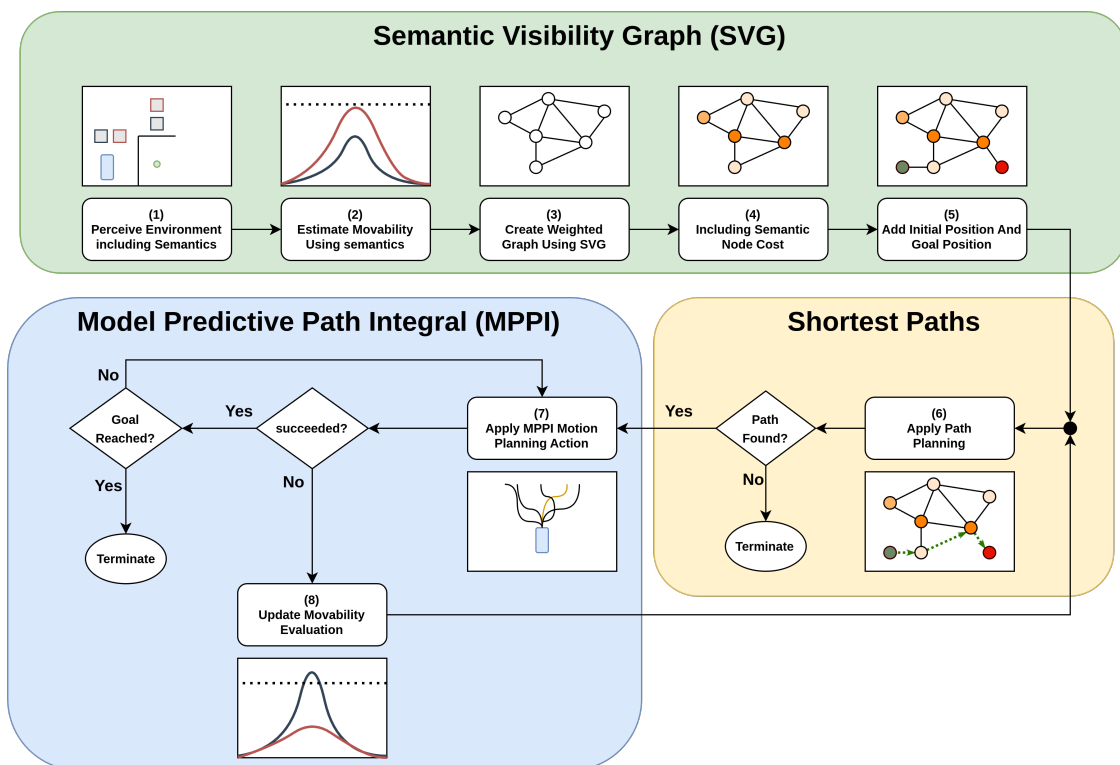 Semantic Visibility Graph (SVG)
(1)
Perceive Environment
including Semantics
(2)
Estimate Movability
Using semantics
(3)
Create Weighted
Graph Using SVG
(4)
Including Semantic
Node Cost
(5)
Add Initial Position And
Goal Position
Model Predictive Path Integral (MPPI)
No
Goal
Reached?
Yes
Terminate
Yes
succeeded?
No
(7)
Apply MPPI Motion
Planning Action
(8)
Update Movability
Evaluation
Shortest Paths
Yes
Path
Found?
No
Terminate
(6)
Apply Path
Planning